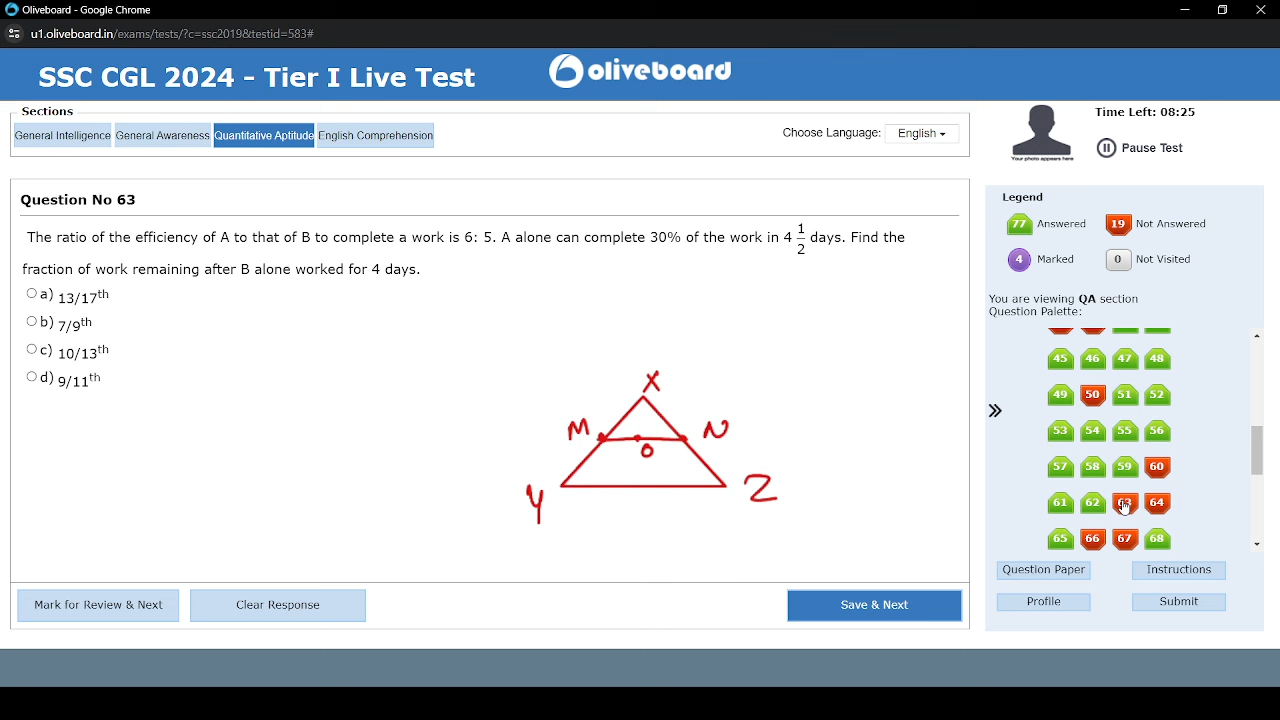 Oliveboard - Google Chrome
u1.oliveboard.in/exams/tests/?c=ssc2019&testid=583#
SSC CGL 2024 - Tier I Live Test
oliveboard
Sections
General Intelligence General Awareness Quantitative Aptitude English Comprehension
Choose Language: English
Your photo appears here
Time Left: 08:25
Pause Test
Question No 63
The ratio of the efficiency of A to that of B to complete a work is 6: 5. A alone can complete 30% of the work in 4 1/2 days. Find the
fraction of work remaining after B alone worked for 4 days.
a) 13/17th
b) 7/9th
c) 10/13th
d) 9/11th
X
M N
O
Y Z
Mark for Review & Next Clear Response Save & Next
Legend
77 Answered 19 Not Answered
4 Marked 0 Not Visited
You are viewing QA section
Question Palette:
45 46 47 48
49 50 51 52
53 54 55 56
57 58 59 60
61 62 63 64
65 66 67 68
Question Paper Instructions
Profile Submit